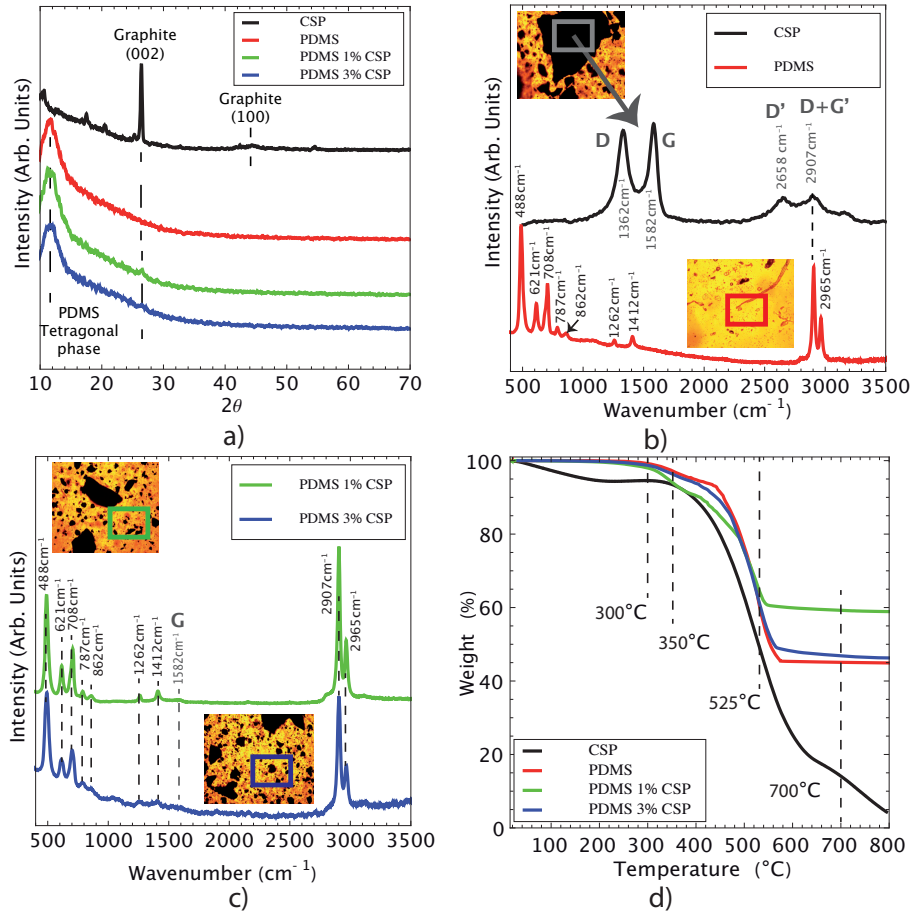 Graphite
(002)
CSP
PDMS
PDMS 1% CSP
PDMS 3% CSP
Graphite
(100)
PDMS
Tetragonal
phase
Intensity (Arb. Units)
10 20 30 40 50 60 70
2θ
a)
CSP
PDMS
D
G
D'
D+G'
1362cm⁻¹
1582cm⁻¹
2658 cm⁻¹
2907cm⁻¹
488cm⁻¹
621cm⁻¹
708cm⁻¹
787cm⁻¹
862cm⁻¹
1262cm⁻¹
1412cm⁻¹
2965cm⁻¹
Intensity (Arb. Units)
500 1000 1500 2000 2500 3000 3500
Wavenumber (cm⁻¹)
b)
PDMS 1% CSP
PDMS 3% CSP
488cm⁻¹
621cm⁻¹
708cm⁻¹
787cm⁻¹
862cm⁻¹
1262cm⁻¹
1412cm⁻¹
G
1582cm⁻¹
2907cm⁻¹
2965cm⁻¹
Intensity (Arb. Units)
500 1000 1500 2000 2500 3000 3500
Wavenumber (cm⁻¹)
c)
100
80
60
40
20
0
Weight (%)
300°C
350°C
525°C
700°C
CSP
PDMS
PDMS 1% CSP
PDMS 3% CSP
100 200 300 400 500 600 700 800
Temperature (°C)
d)